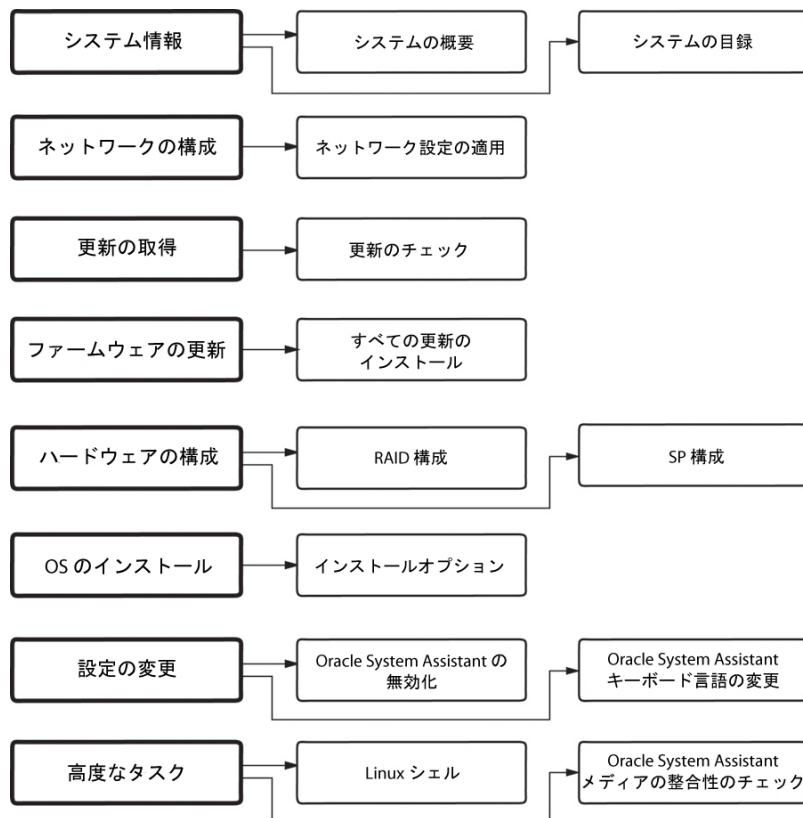 システム情報
システムの概要
システムの目録
ネットワークの構成
ネットワーク設定の適用
更新の取得
更新のチェック
ファームウェアの更新
すべての更新の
インストール
ハードウェアの構成
RAID 構成
SP 構成
OS のインストール
インストールオプション
設定の変更
Oracle System Assistant の
無効化
Oracle System Assistant
キーボード言語の変更
高度なタスク
Linux シェル
Oracle System Assistant
メディアの整合性のチェック